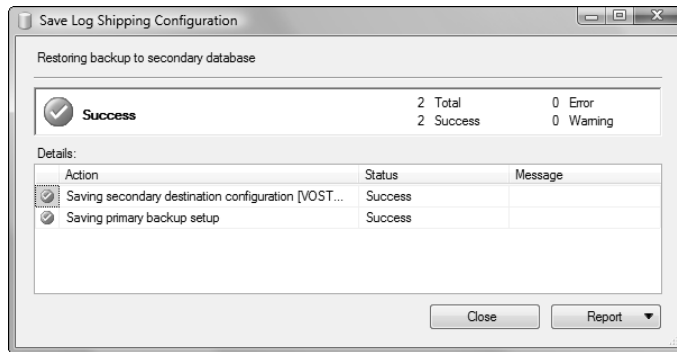 Save Log Shipping Configuration
Restoring backup to secondary database
Success 2 Total 0 Error
2 Success 0 Warning
Details:
Action Status Message
Saving secondary destination configuration [VOST... Success
Saving primary backup setup Success
Close Report